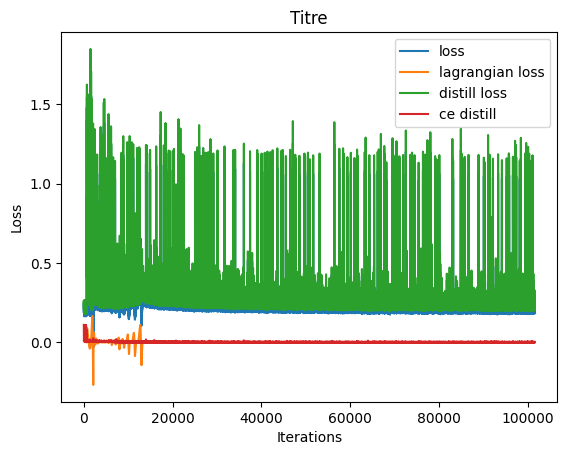 Titre
loss
lagrangian loss
distill loss
ce distill
Loss
1.5
1.0
0.5
0.0
0
20000
40000
60000
80000
100000
Iterations